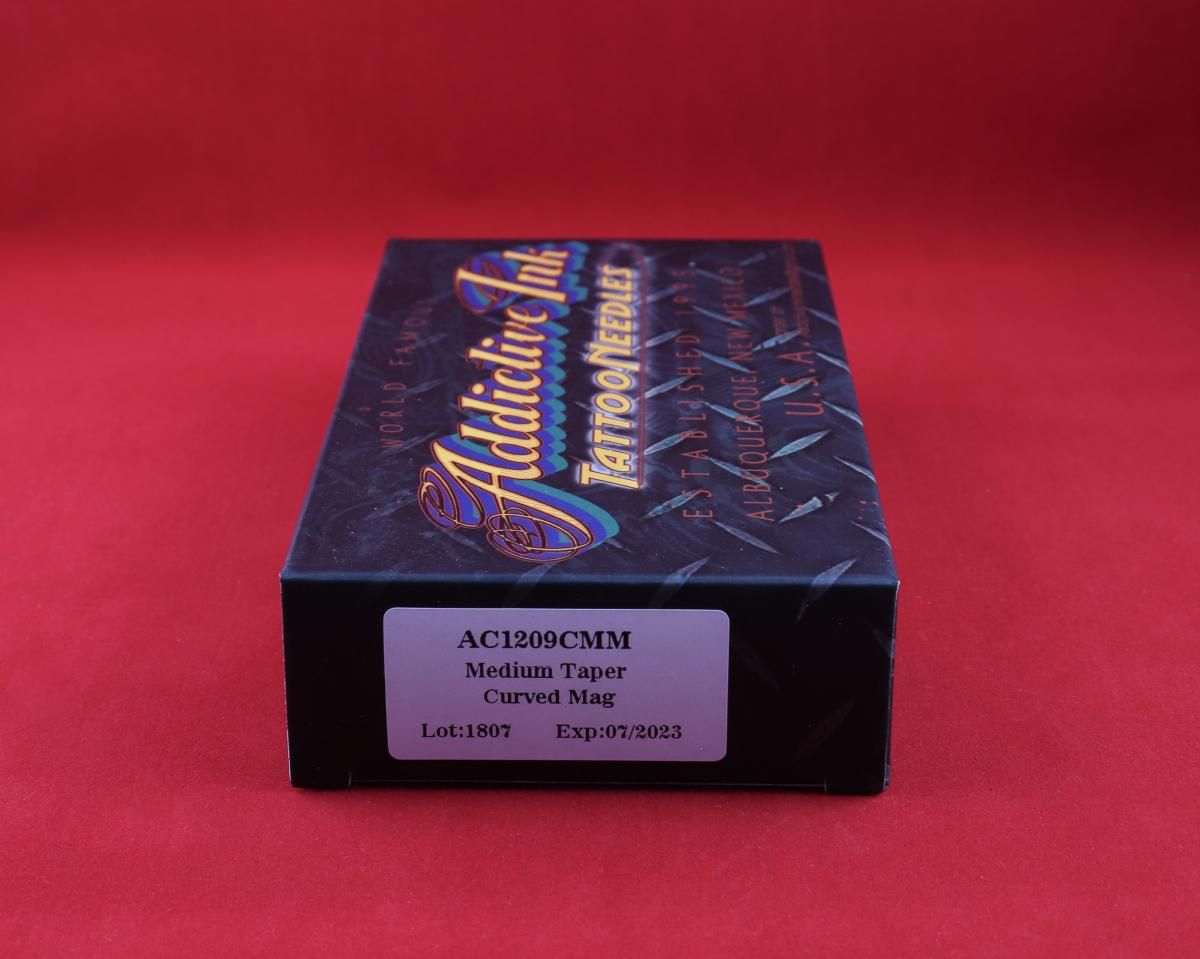 WORLD FAMOUS
Addictive Ink
TATTOO NEEDLES
ESTABLISHED 1995
ALBUQUERQUE, NEW MEXICO
U.S.A.
AC1209CMM
Medium Taper
Curved Mag
Lot:1807 Exp:07/2023